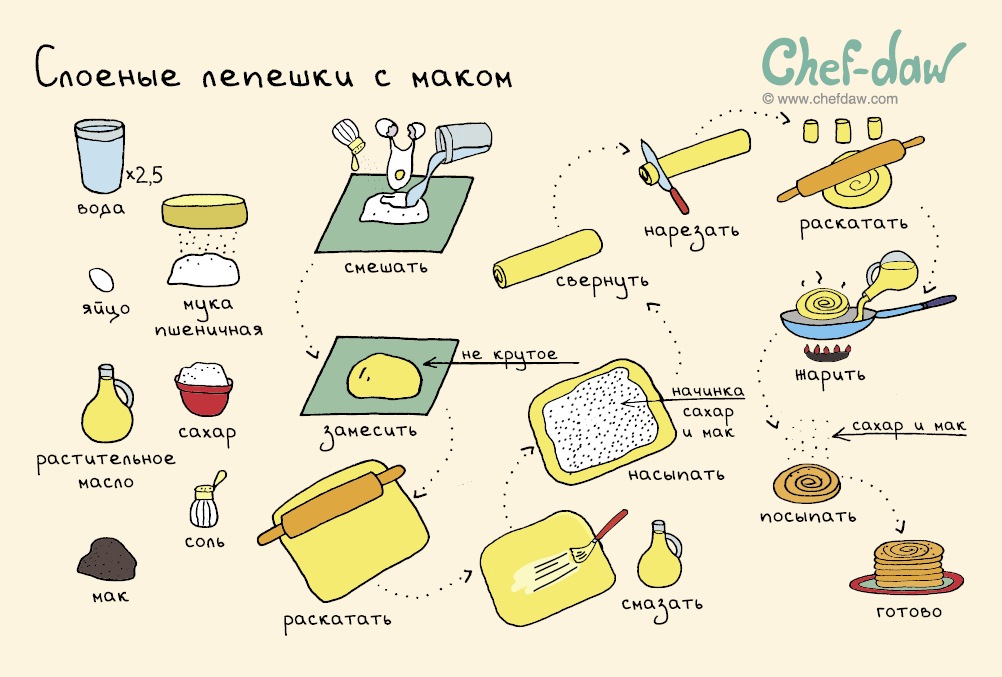 Слоеные лепешки с маком
Chef-daw
© www.chefdaw.com
вода
×2,5
яйцо
мука
пшеничная
растительное
масло
сахар
соль
мак
смешать
замесить
не крутое
раскатать
смазать
насыпать
начинка
сахар
и мак
свернуть
нарезать
раскатать
жарить
сахар и мак
посыпать
готово